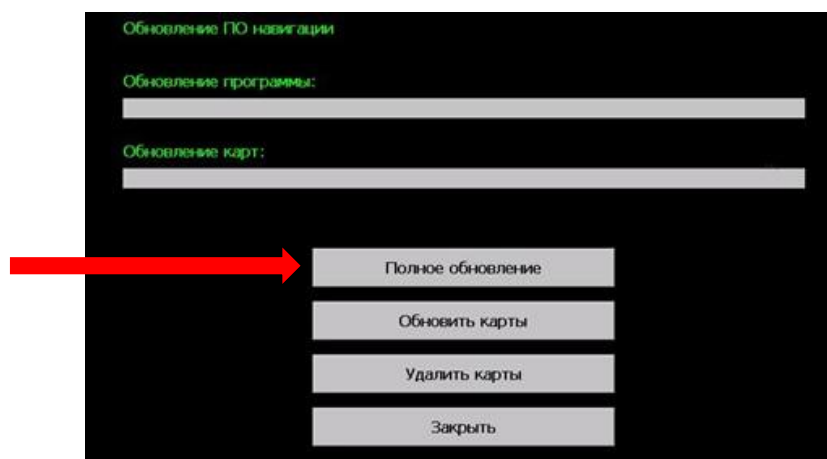 Обновление ПО навигации
Обновление программы:
Обновление карт:
Полное обновление
Обновить карты
Удалить карты
Закрыть